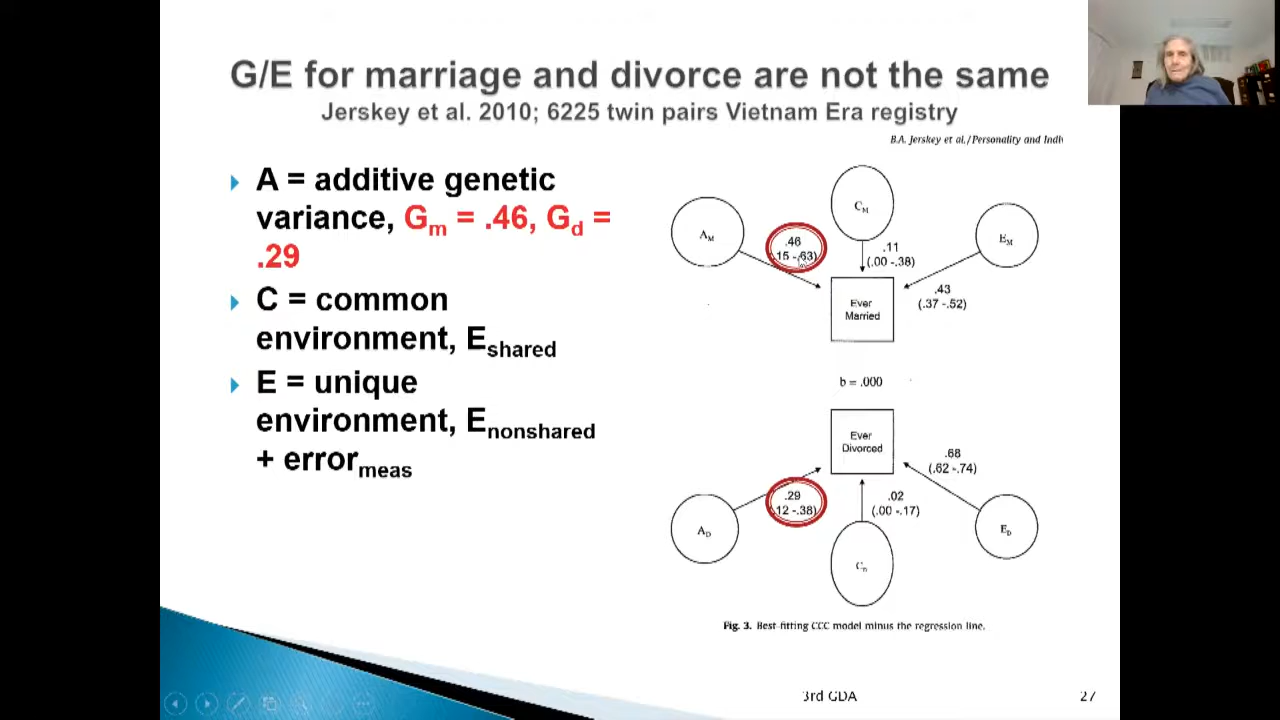 G/E for marriage and divorce are not the same
Jerskey et al. 2010; 6225 twin pairs Vietnam Era registry
B.A. Jerskey et al./Personality and Indi
A = additive genetic
variance, Gm = .46, Gd =
.29
C = common
environment, Eshared
E = unique
environment, Enonshared
+ errormeas
CM
AM
EM
.46
.15 -.63)
.11
(.00 -.38)
.43
(.37 -.52)
Ever
Married
b = .000
Ever
Divorced
.68
(.62 -.74)
.29
.12 -.38)
.02
(.00 -.17)
AD
ED
CD
Fig. 3. Best-fitting CCC model minus the regression line.
3rd GDA
27